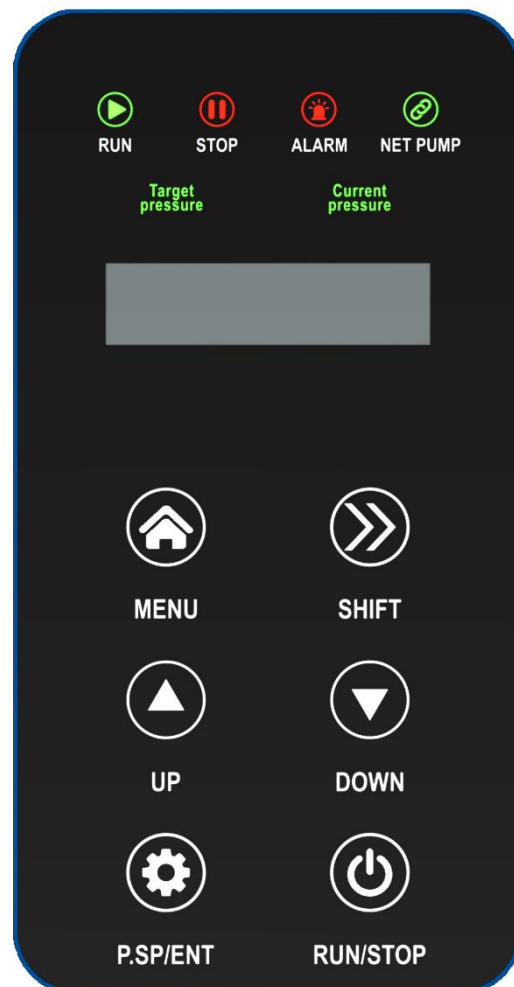 RUN STOP ALARM NET PUMP
Target pressure
Current pressure
MENU SHIFT
UP DOWN
P.SP/ENT RUN/STOP